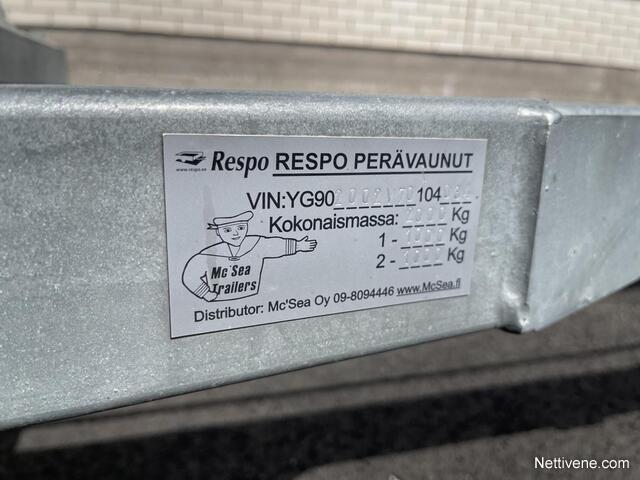 Respo RESPO PERÄVAUNUT
www.respo.ee
VIN:YG90 104
Kokonaismassa: Kg
1 - Kg
2 - Kg
Mc'Sea
Trailers
Distributor: Mc'Sea Oy 09-8094446 www.McSea.fi
Nettivene.com